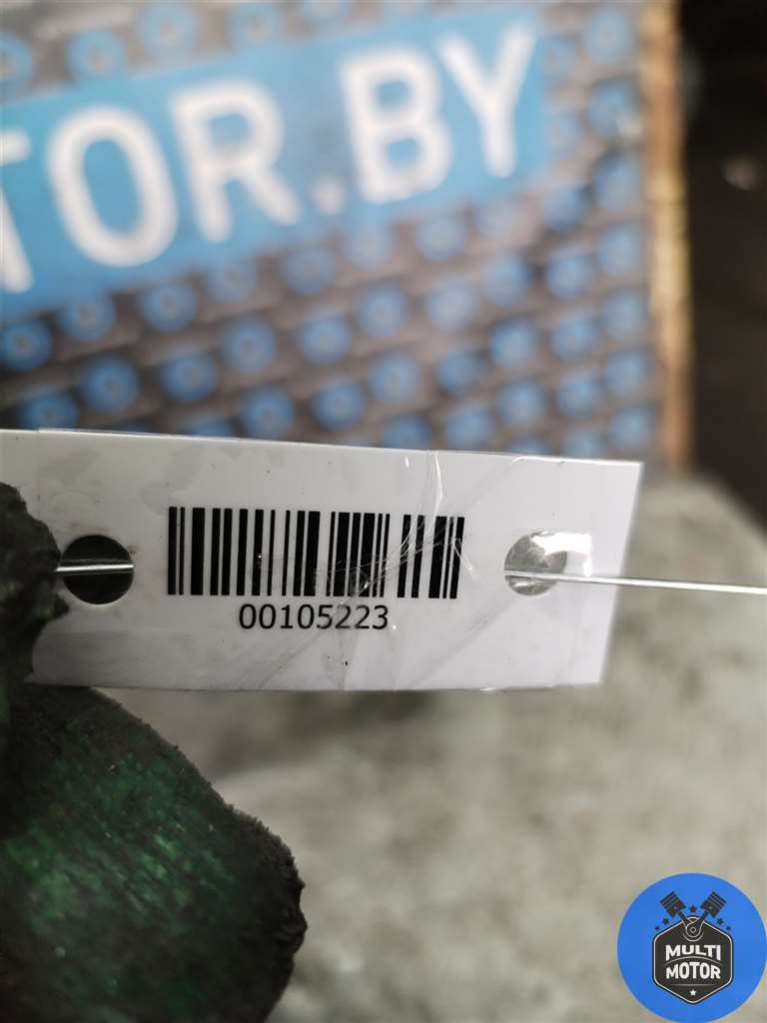 TOR.BY
00105223
MULTI
MOTOR